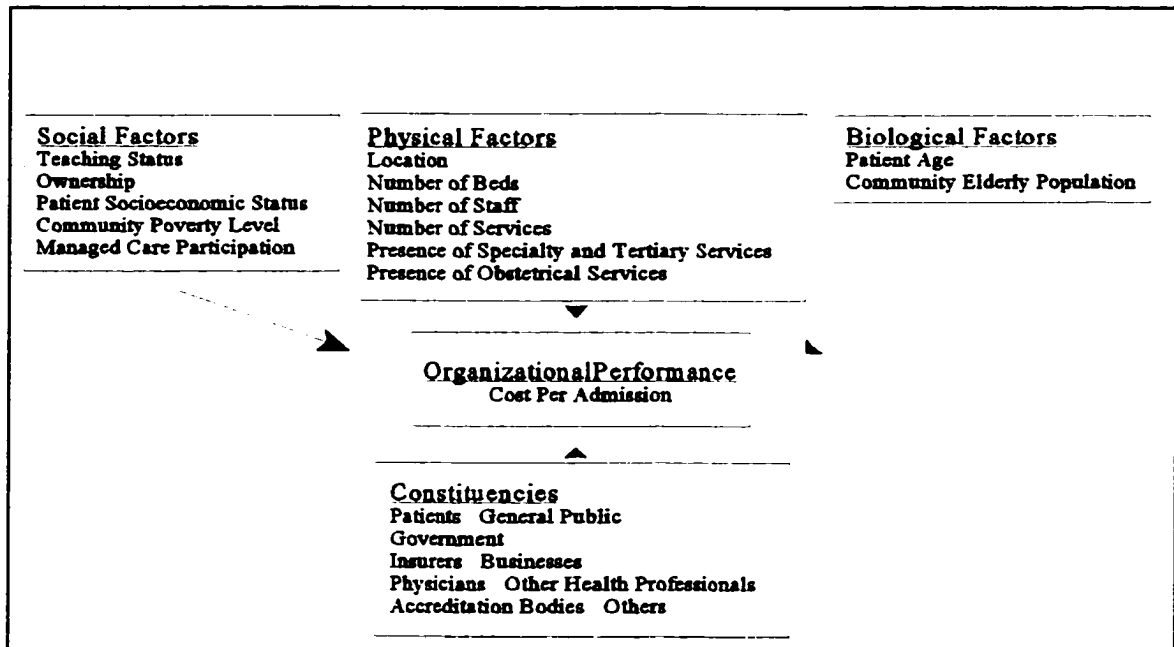 Social Factors
Teaching Status
Ownership
Patient Socioeconomic Status
Community Poverty Level
Managed Care Participation
Physical Factors
Location
Number of Beds
Number of Staff
Number of Services
Presence of Specialty and Tertiary Services
Presence of Obstetrical Services
Biological Factors
Patient Age
Community Elderly Population
OrganizationalPerformance
Cost Per Admission
Constituencies
Patients General Public
Government
Insurers Businesses
Physicians Other Health Professionals
Accreditation Bodies Others